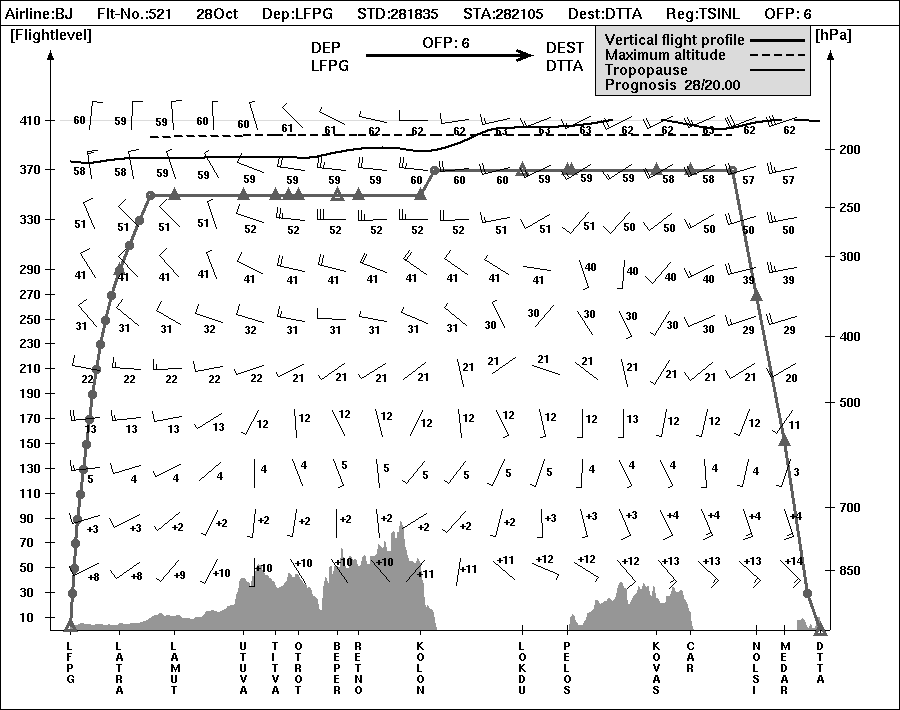 Airline:BJ Flt-No.:521 28Oct Dep:LFPG STD:281835 STA:282105 Dest:DTTA Reg:TSINL OFP: 6
[Flightlevel] [hPa]
DEP OFP: 6 DEST
LFPG DTTA
Vertical flight profile
Maximum altitude
Tropopause
Prognosis 28/20.00
410 60 59 59 60 60 61 61 62 62 62 63 63 63 62 62 63 62 62
200
370 58 58 59 59 59 59 59 59 60 60 60 59 59 59 58 58 57 57
250
330 51 51 51 51 52 52 52 52 52 52 52 51 51 50 50 50 50 50
300
290 41 41 41 41 41 41 41 41 41 41 41 41 40 40 40 40 39 39
270
250 31 31 31 32 32 31 31 31 31 31 30 30 30 30 30 30 29 29
230 400
210 22 22 22 22 22 21 21 21 21 21 21 21 21 21 21 21 21 20
190
500
170 13 13 13 13 12 12 12 12 12 12 12 12 12 13 12 12 12 11
150
130 5 4 4 4 4 4 5 5 5 5 5 5 4 4 4 4 4 3
110
700
90 +3 +3 +2 +2 +2 +2 +2 +2 +2 +2 +2 +3 +3 +3 +4 +4 +4 +4
70
50 +8 +8 +9 +10 +10 +10 +10 +10 +11 +11 +11 +12 +12 +12 +13 +13 +13 +14
850
30
10
LFPG
LATRA
LAMUT
UTUVA
TITVA
OTROT
BEPER
RETNO
KOLON
LOKDU
PELOS
KOVAS
CAR
NOLSI
MEDAR
DTTA